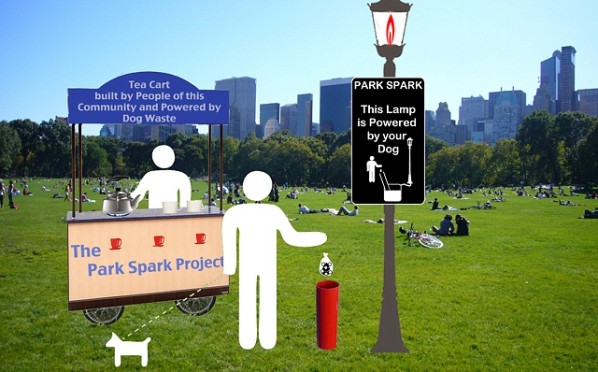 Tea Cart
built by People of this
Community and Powered by
Dog Waste
The
Park Spark Project
PARK SPARK
This Lamp
is Powered
by your
Dog